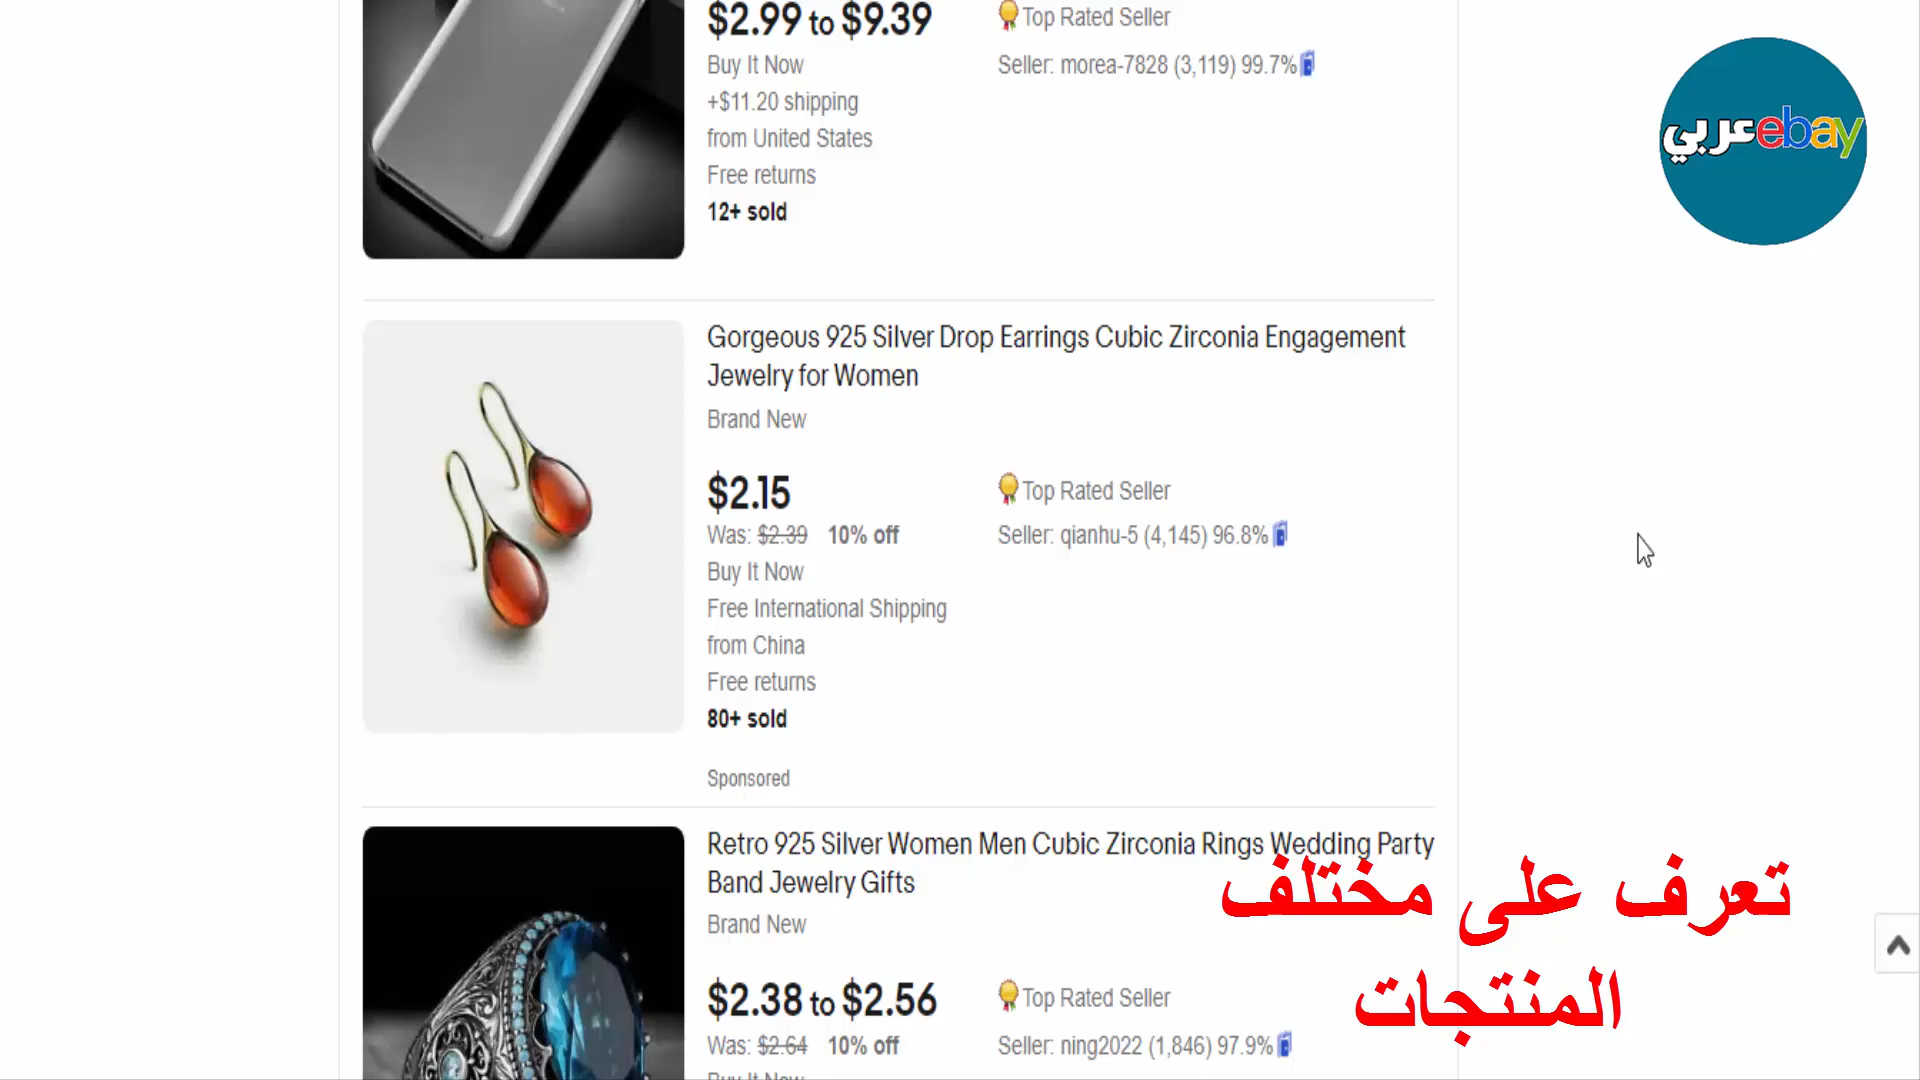 $2.99 to $9.39
Top Rated Seller
Buy It Now
Seller: morea-7828 (3,119) 99.7%
+$11.20 shipping
from United States
Free returns
12+ sold
عربي ebay
Gorgeous 925 Silver Drop Earrings Cubic Zirconia Engagement
Jewelry for Women
Brand New
$2.15
Top Rated Seller
Was: $2.39 10% off
Seller: qianhu-5 (4,145) 96.8%
Buy It Now
Free International Shipping
from China
Free returns
80+ sold
Sponsored
Retro 925 Silver Women Men Cubic Zirconia Rings Wedding Party
Band Jewelry Gifts
Brand New
$2.38 to $2.56
Top Rated Seller
Was: $2.64 10% off
Seller: ning2022 (1,846) 97.9%
Buy It Now
تعرف على مختلف
المنتجات